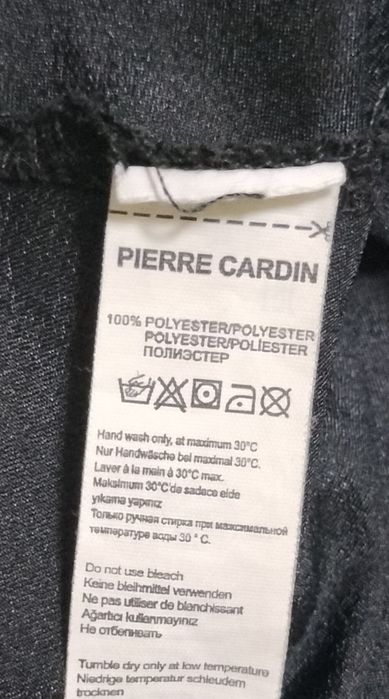 PIERRE CARDIN
100% POLYESTER/POLYESTER
POLYESTER/POLİESTER
ПОЛИЭСТЕР
Hand wash only, at maximum 30°C
Nur Handwäsche bei maximal 30°C.
Laver à la main à 30°C max.
Maksimum 30°C'de sadece elde
yıkama yapınız
Только ручная стирка при максимальной
температуре воды 30 ° C.
Do not use bleach
Keine bleihmittel verwenden
Ne pas utiliser de blanchissant
Ağartıcı kullanmayınız
Не отбеливать
Tumble dry only at low temperature
Niedrige temperatur schleudern
trocknen